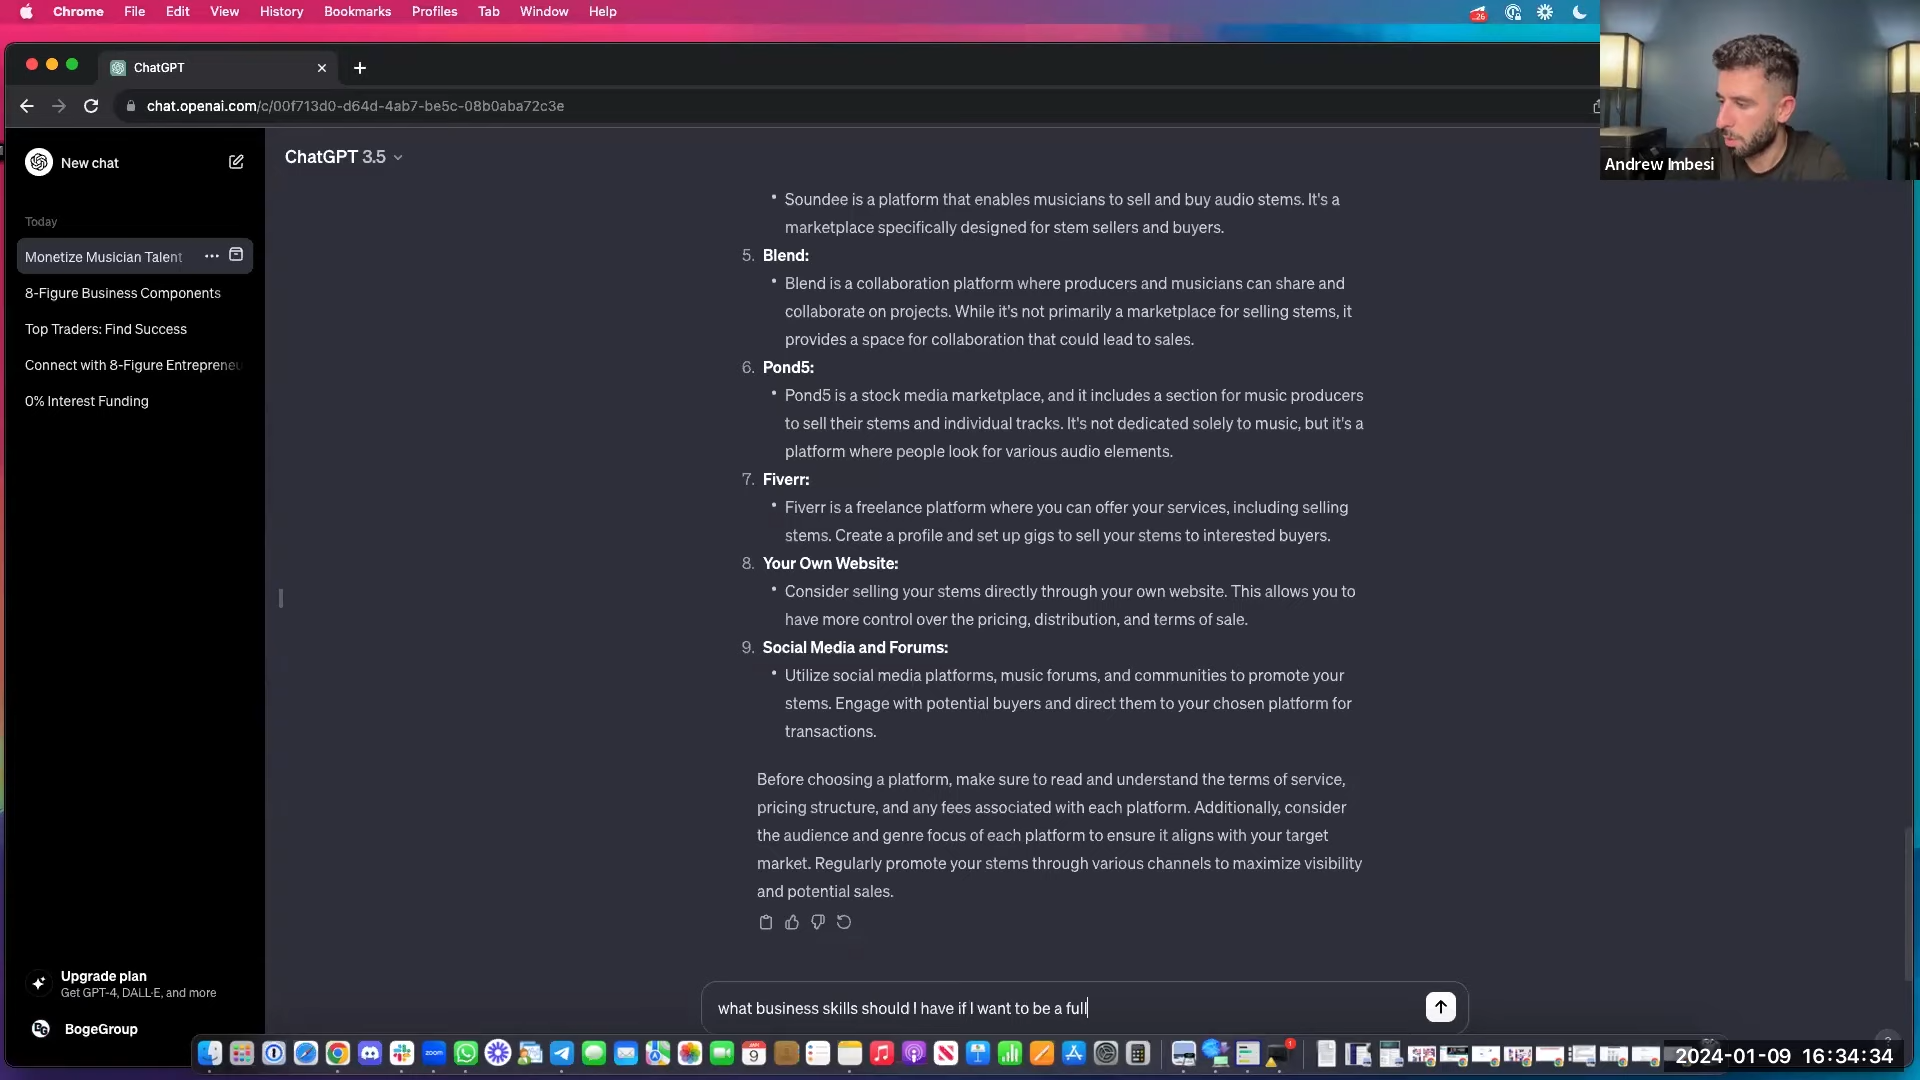 Chrome File Edit View History Bookmarks Profiles Tab Window Help
26
ChatGPT
chat.openai.com/c/00f713d0-d64d-4ab7-be5c-08b0aba72c3e
Andrew Imbesi
New chat
Today
Monetize Musician Talent
8-Figure Business Components
Top Traders: Find Success
Connect with 8-Figure Entrepreneu
0% Interest Funding
ChatGPT 3.5
• Soundee is a platform that enables musicians to sell and buy audio stems. It's a
marketplace specifically designed for stem sellers and buyers.
5. Blend:
• Blend is a collaboration platform where producers and musicians can share and
collaborate on projects. While it's not primarily a marketplace for selling stems, it
provides a space for collaboration that could lead to sales.
6. Pond5:
• Pond5 is a stock media marketplace, and it includes a section for music producers
to sell their stems and individual tracks. It's not dedicated solely to music, but it's a
platform where people look for various audio elements.
7. Fiverr:
• Fiverr is a freelance platform where you can offer your services, including selling
stems. Create a profile and set up gigs to sell your stems to interested buyers.
8. Your Own Website:
• Consider selling your stems directly through your own website. This allows you to
have more control over the pricing, distribution, and terms of sale.
9. Social Media and Forums:
• Utilize social media platforms, music forums, and communities to promote your
stems. Engage with potential buyers and direct them to your chosen platform for
transactions.
Before choosing a platform, make sure to read and understand the terms of service,
pricing structure, and any fees associated with each platform. Additionally, consider
the audience and genre focus of each platform to ensure it aligns with your target
market. Regularly promote your stems through various channels to maximize visibility
and potential sales.
Upgrade plan
Get GPT-4, DALL·E, and more
BG BogeGroup
what business skills should I have if I want to be a full
zoom
JAN
9
1
?
2024-01-09 16:34:34